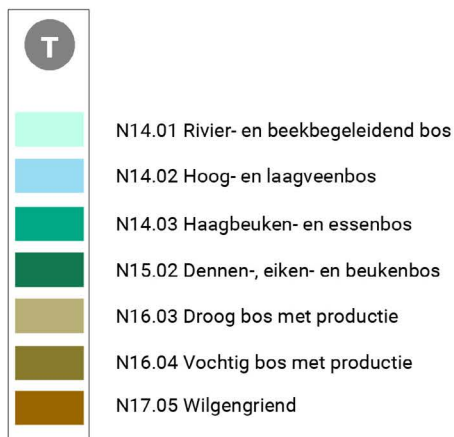 T
N14.01 Rivier- en beekbegeleidend bos
N14.02 Hoog- en laagveenbos
N14.03 Haagbeuken- en essenbos
N15.02 Dennen-, eiken- en beukenbos
N16.03 Droog bos met productie
N16.04 Vochtig bos met productie
N17.05 Wilgengriend